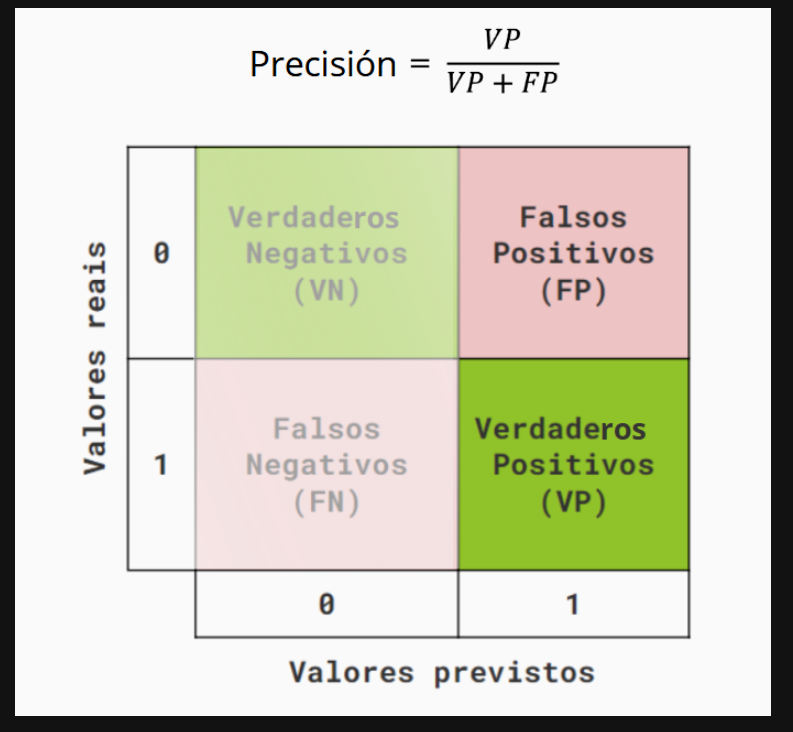 Precisión = VP / VP + FP
Valores reais
0
Verdaderos
Negativos
(VN)
Falsos
Positivos
(FP)
1
Falsos
Negativos
(FN)
Verdaderos
Positivos
(VP)
0
1
Valores previstos